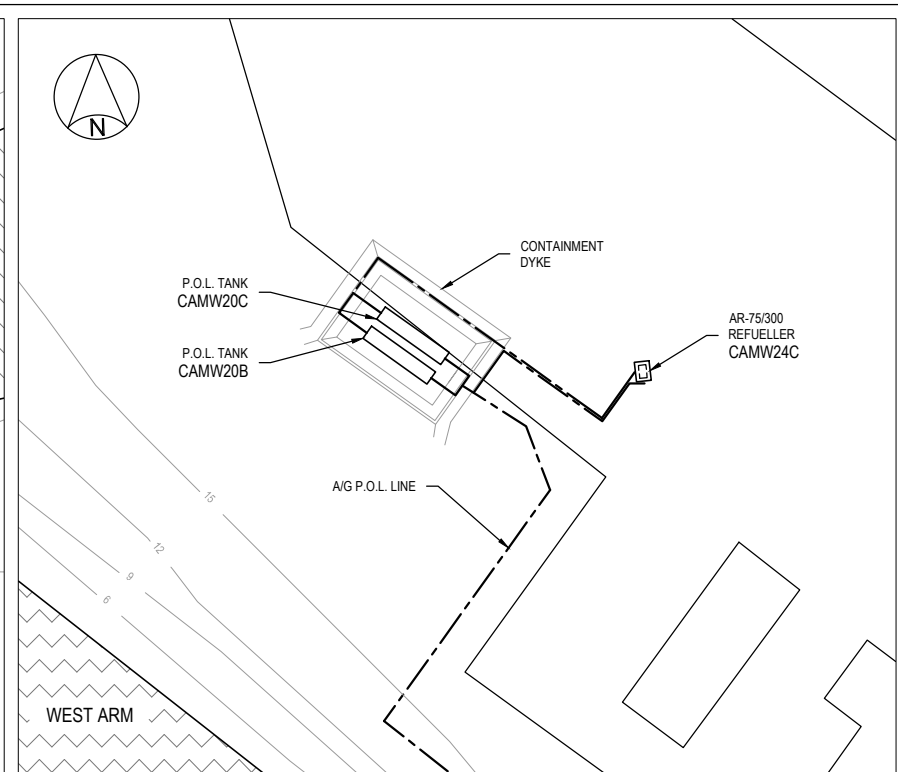 N
CONTAINMENT
DYKE
P.O.L. TANK
CAMW20C
AR-75/300
REFUELLER
CAMW24C
P.O.L. TANK
CAMW20B
A/G P.O.L. LINE
15
12
9
6
WEST ARM